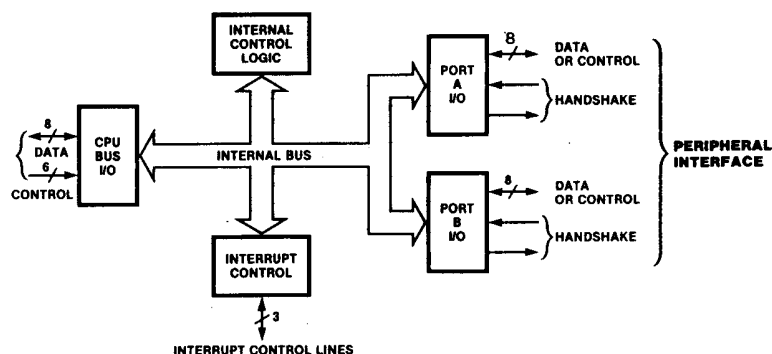 INTERNAL
CONTROL
LOGIC
8
DATA
6
CONTROL
CPU
BUS
I/O
INTERNAL BUS
INTERRUPT
CONTROL
3
INTERRUPT CONTROL LINES
PORT
A
I/O
8
DATA
OR CONTROL
HANDSHAKE
PORT
B
I/O
8
DATA
OR CONTROL
HANDSHAKE
PERIPHERAL
INTERFACE